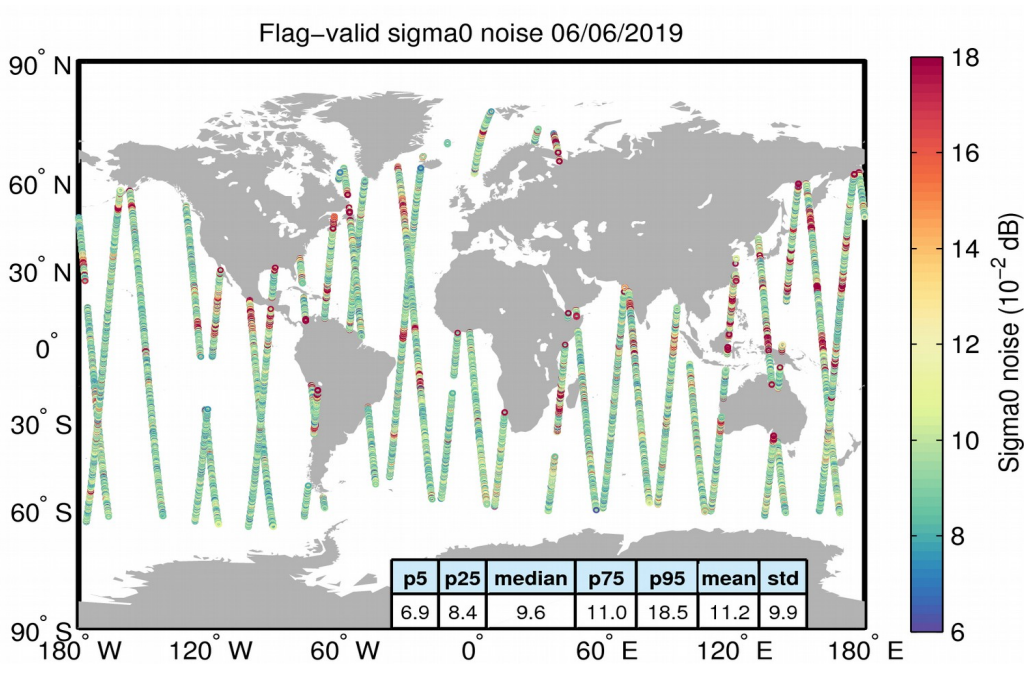 Flag−valid sigma0 noise 06/06/2019
90° N
60° N
30° N
0°
30° S
60° S
90° S
180° W
120° W
60° W
0°
60° E
120° E
180° E
p5 p25 median p75 p95 mean std
6.9 8.4 9.6 11.0 18.5 11.2 9.9
18
16
14
12
10
8
6
Sigma0 noise (10⁻² dB)